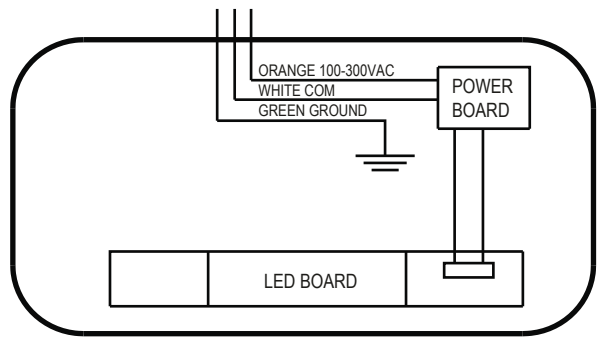 ORANGE 100-300VAC
WHITE COM
GREEN GROUND
POWER
BOARD
LED BOARD